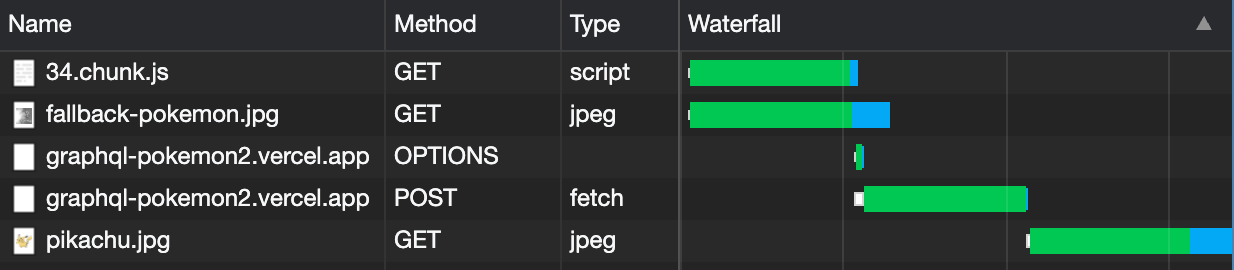 Name Method Type Waterfall
34.chunk.js GET script
fallback-pokemon.jpg GET jpeg
graphql-pokemon2.vercel.app OPTIONS
graphql-pokemon2.vercel.app POST fetch
pikachu.jpg GET jpeg